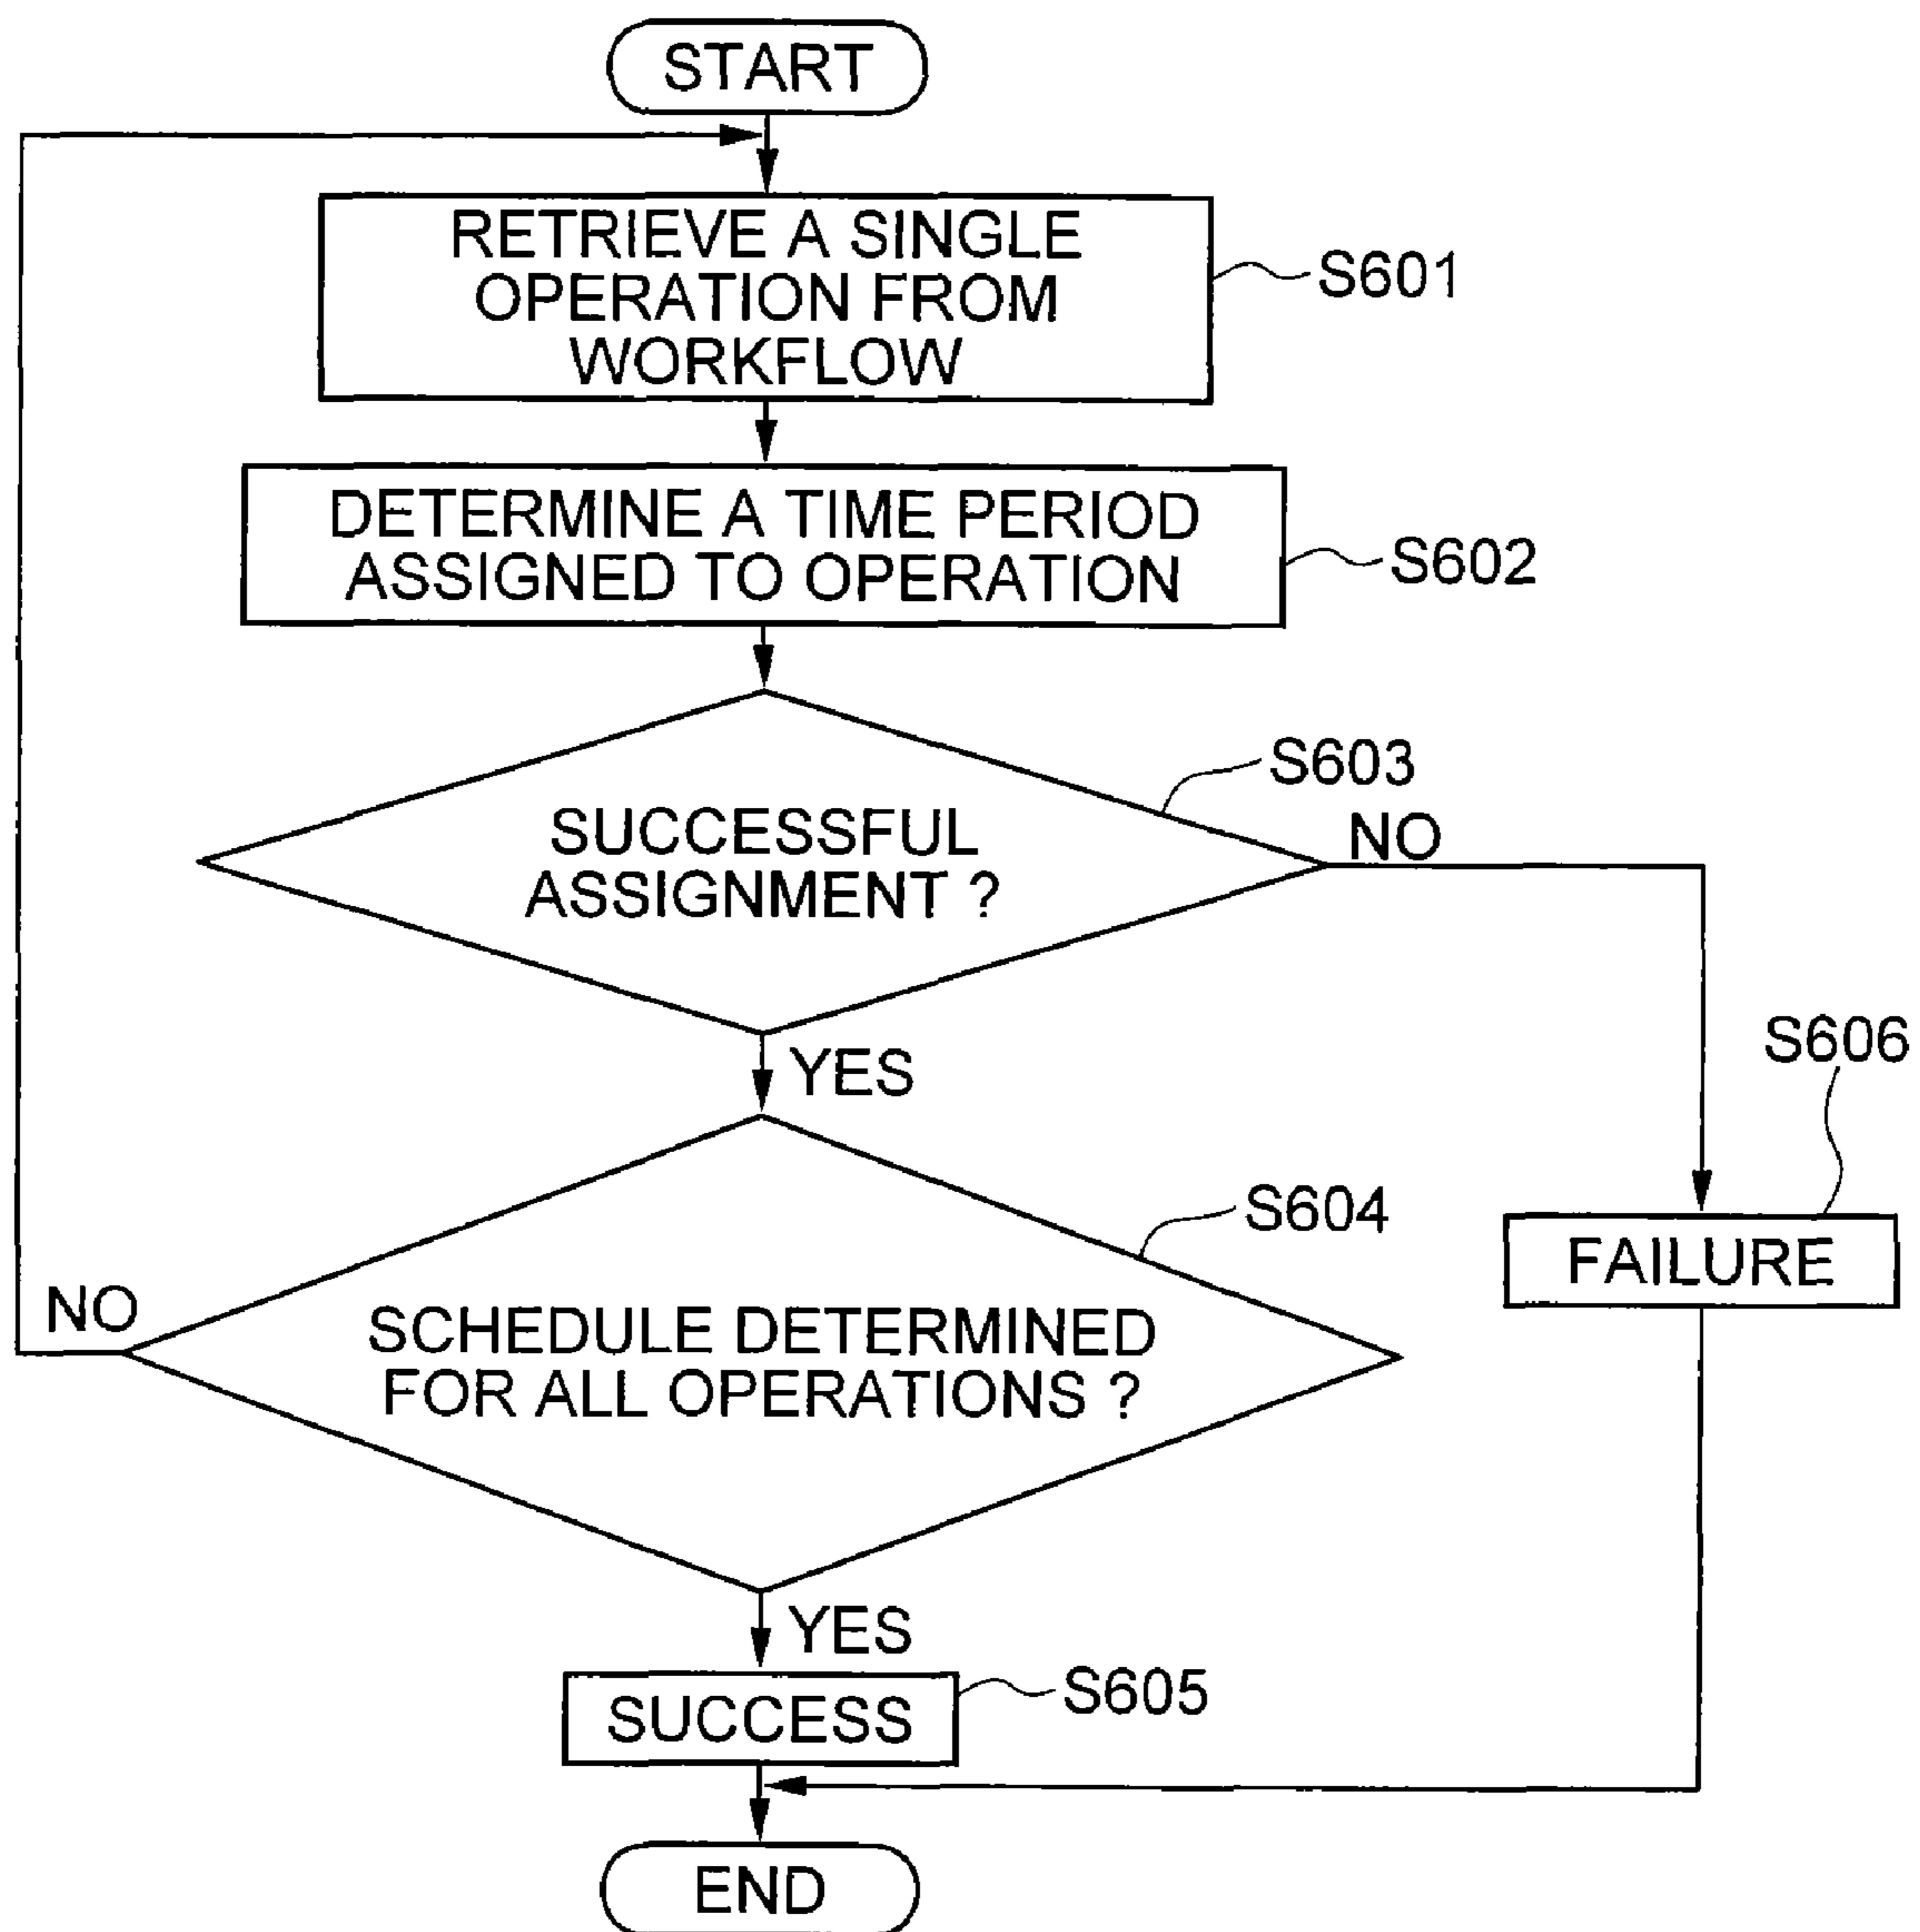 START
RETRIEVE A SINGLE
OPERATION FROM
WORKFLOW
S601
DETERMINE A TIME PERIOD
ASSIGNED TO OPERATION
S602
S603
SUCCESSFUL
ASSIGNMENT ?
NO
YES
S606
S604
FAILURE
NO
SCHEDULE DETERMINED
FOR ALL OPERATIONS ?
YES
S605
SUCCESS
END